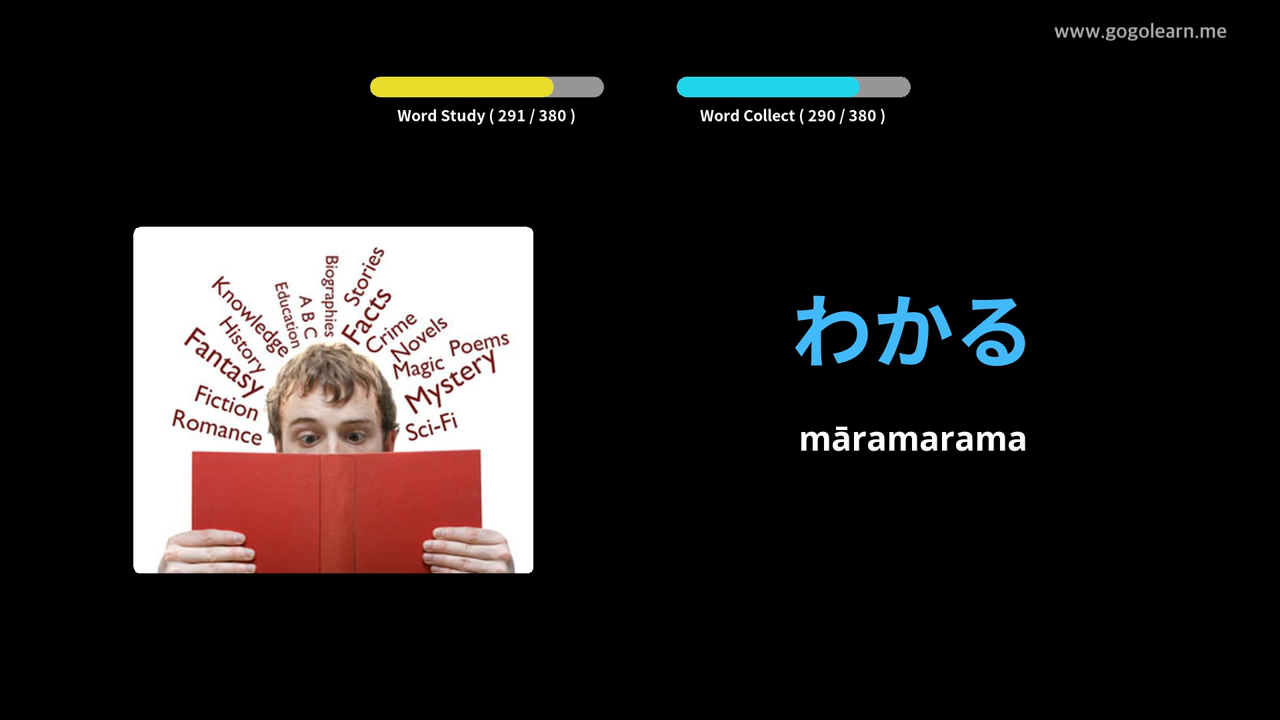 www.gogolearn.me
Word Study ( 291 / 380 )
Word Collect ( 290 / 380 )
Knowledge
History
Fantasy
Fiction
Romance
Education
A B C
Biographies
Stories
Facts
Crime
Novels
Magic
Poems
Mystery
Sci-Fi
わかる
māramarama